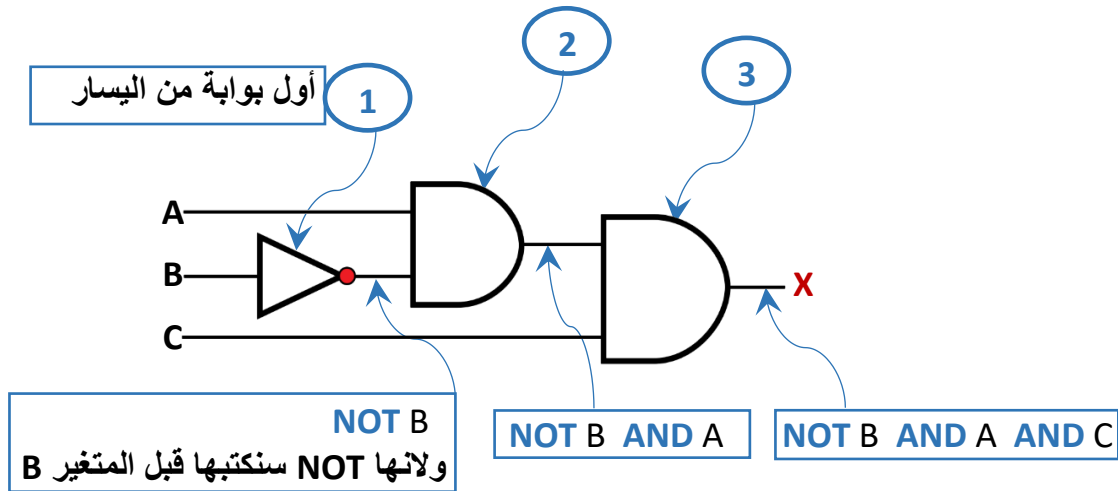 أول بوابة من اليسار
1
2
3
A
B
C
X
NOT B
ولانها NOT سنكتبها قبل المتغير B
NOT B AND A
NOT B AND A AND C